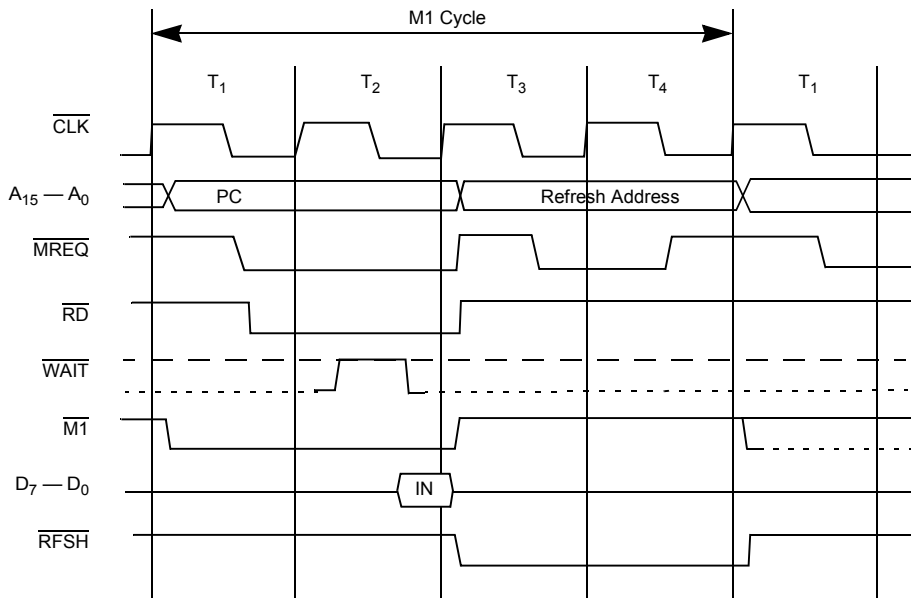 M1 Cycle
T1 T2 T3 T4 T1
CLK
A15 — A0 PC Refresh Address
MREQ
RD
WAIT
M1
D7 — D0 IN
RFSH